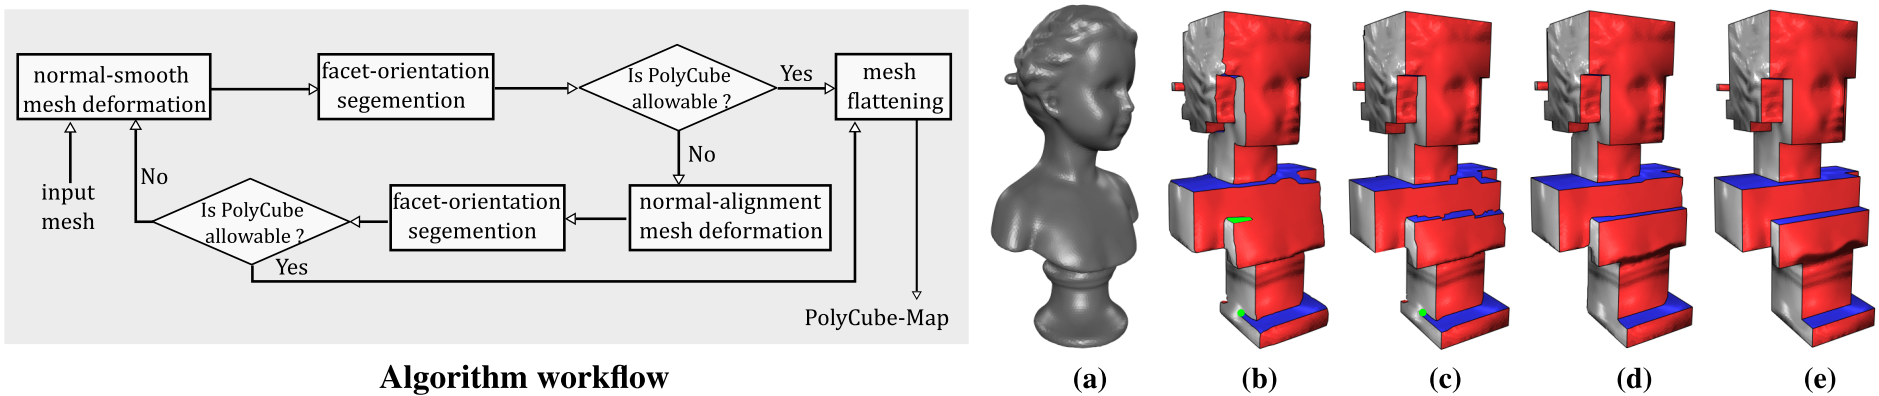 normal-smooth
mesh deformation
facet-orientation
segemention
Is PolyCube
allowable ?
Yes
mesh
flattening
No
No
input
mesh
Is PolyCube
allowable ?
facet-orientation
segemention
normal-alignment
mesh deformation
Yes
PolyCube-Map
Algorithm workflow
(a)
(b)
(c)
(d)
(e)